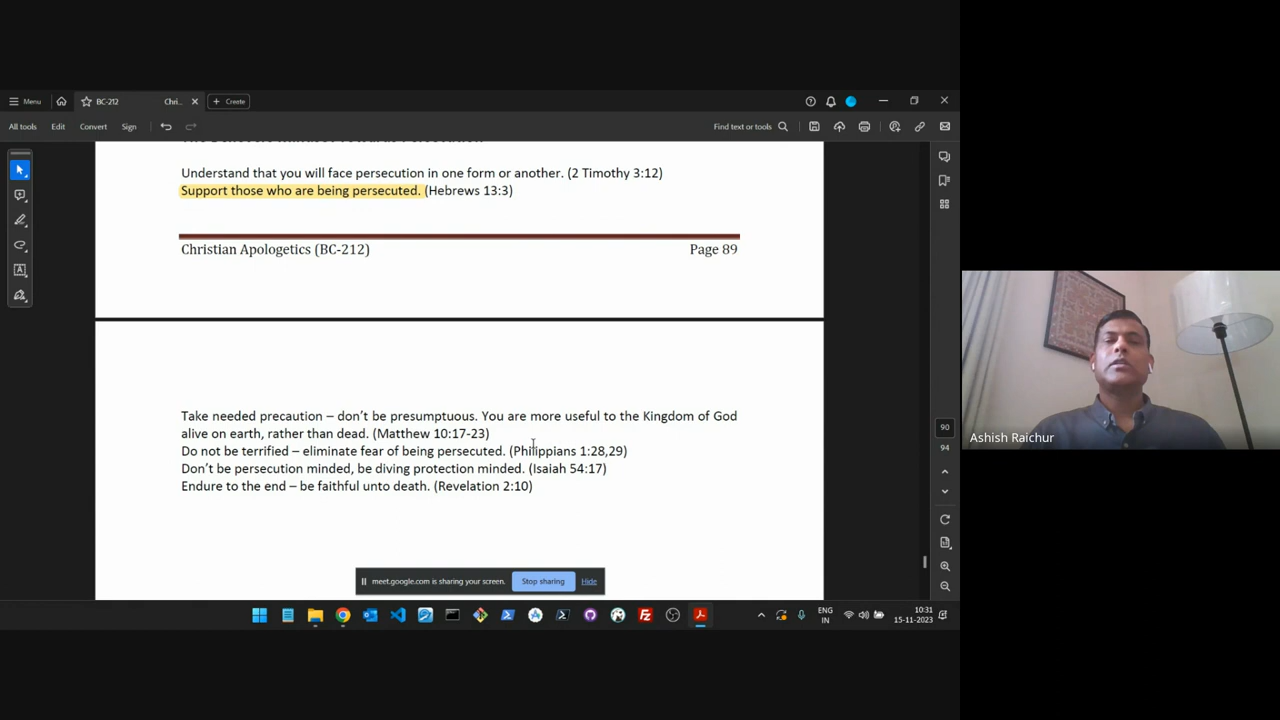 Menu
BC-212
Chri...
Create
All tools
Edit
Convert
Sign
Find text or tools
Understand that you will face persecution in one form or another. (2 Timothy 3:12)
Support those who are being persecuted. (Hebrews 13:3)
Christian Apologetics (BC-212)
Page 89
Take needed precaution – don't be presumptuous. You are more useful to the Kingdom of God
alive on earth, rather than dead. (Matthew 10:17-23)
Do not be terrified – eliminate fear of being persecuted. (Philippians 1:28,29)
Don't be persecution minded, be diving protection minded. (Isaiah 54:17)
Endure to the end – be faithful unto death. (Revelation 2:10)
90
94
Ashish Raichur
meet.google.com is sharing your screen.
Stop sharing
Hide
ENG
IN
10:31
15-11-2023